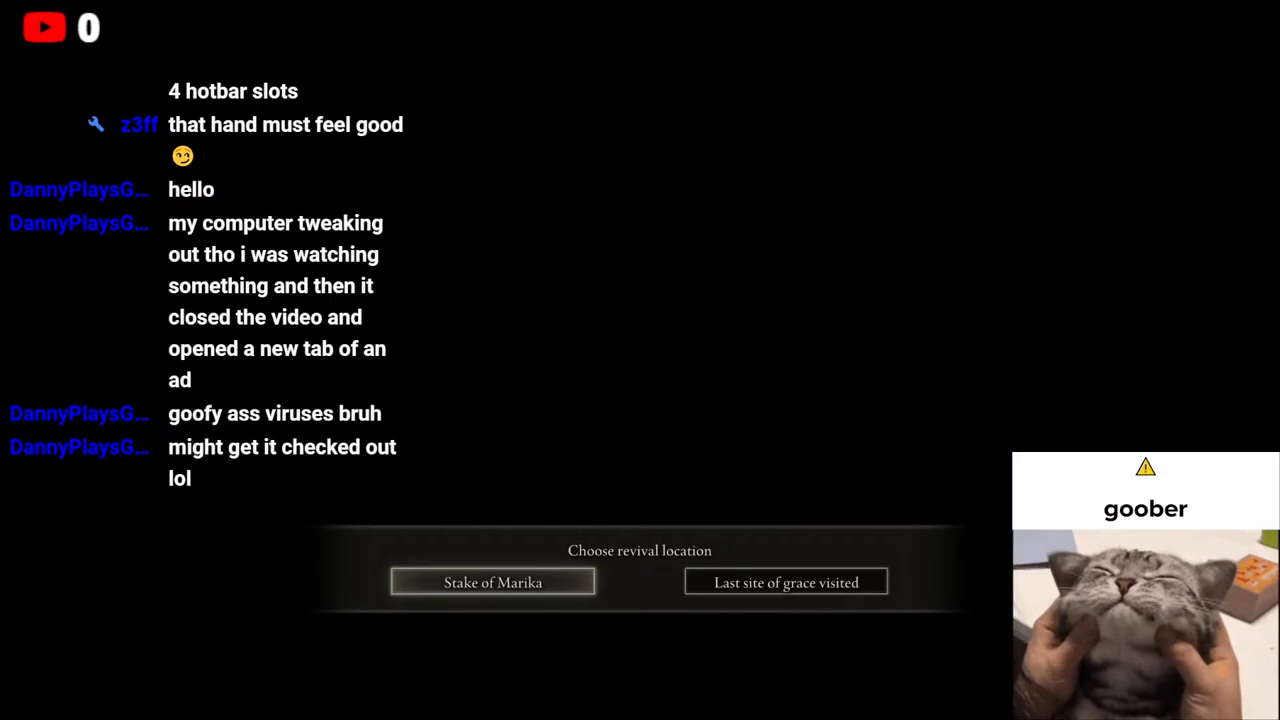 0
4 hotbar slots
z3ff that hand must feel good
😏
DannyPlaysG... hello
DannyPlaysG... my computer tweaking
out tho i was watching
something and then it
closed the video and
opened a new tab of an
ad
DannyPlaysG... goofy ass viruses bruh
DannyPlaysG... might get it checked out
lol
⚠️
goober
Choose revival location
Stake of Marika
Last site of grace visited